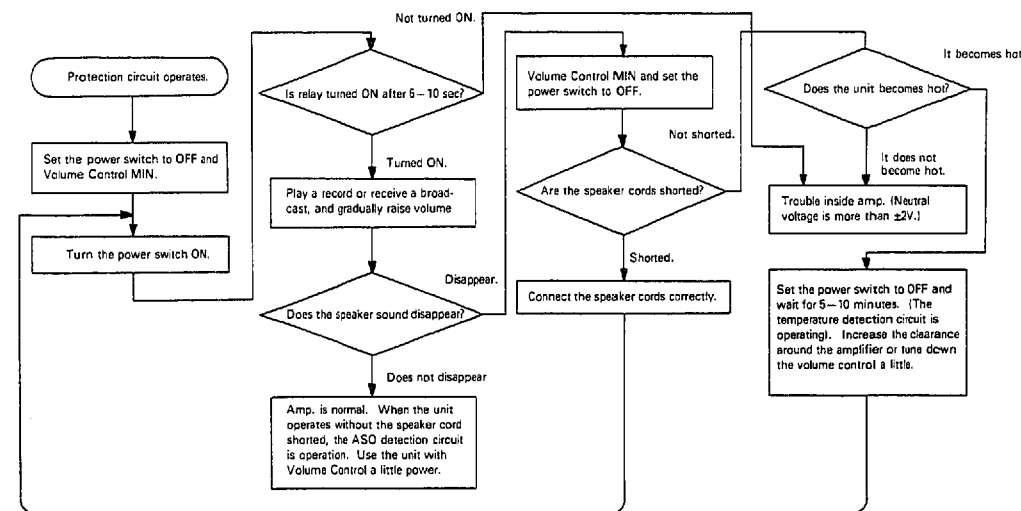 Protection circuit operates.
Set the power switch to OFF and
Volume Control MIN.
Turn the power switch ON.
Not turned ON.
Is relay turned ON after 5–10 sec?
Turned ON.
Play a record or receive a broad-
cast, and gradually raise volume
Does the speaker sound disappear?
Disappear.
Does not disappear
Amp. is normal. When the unit
operates without the speaker cord
shorted, the ASO detection circuit
is operation. Use the unit with
Volume Control a little power.
Volume Control MIN and set the
power switch to OFF.
Not shorted.
Are the speaker cords shorted?
Shorted.
Connect the speaker cords correctly.
It becomes hot
Does the unit becomes hot?
It does not
become hot.
Trouble inside amp. (Neutral
voltage is more than ±2V.)
Set the power switch to OFF and
wait for 5–10 minutes. (The
temperature detection circuit is
operating). Increase the clearance
around the amplifier or tune down
the volume control a little.